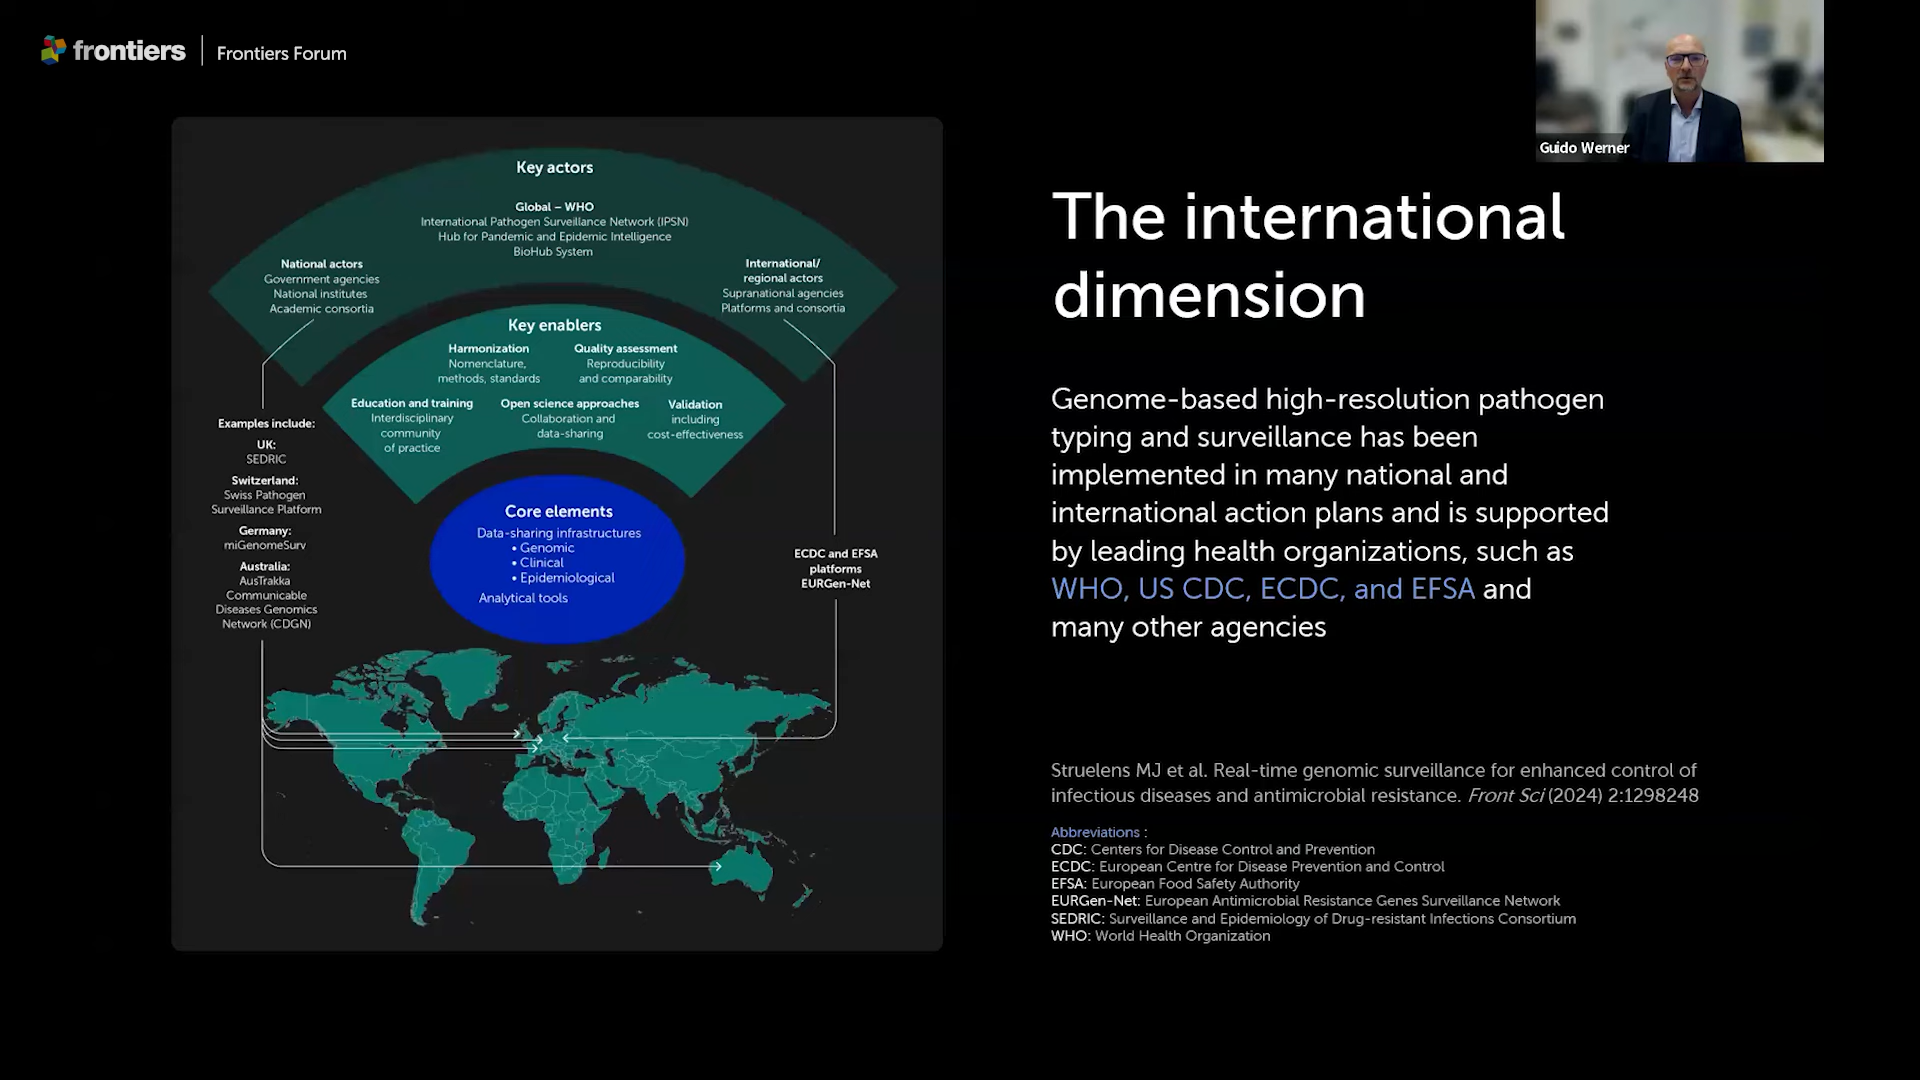 frontiers | Frontiers Forum
Guido Werner
Key actors
Global – WHO
International Pathogen Surveillance Network (IPSN)
Hub for Pandemic and Epidemic Intelligence
BioHub System
National actors
Government agencies
National institutes
Academic consortia
International/
regional actors
Supranational agencies
Platforms and consortia
Key enablers
Harmonization
Nomenclature,
methods, standards
Quality assessment
Reproducibility
and comparability
Education and training
Interdisciplinary
community
of practice
Open science approaches
Collaboration and
data-sharing
Validation
including
cost-effectiveness
Examples include:
UK:
SEDRIC
Switzerland:
Swiss Pathogen
Surveillance Platform
Germany:
miGenomeSurv
Australia:
AusTrakka
Communicable
Diseases Genomics
Network (CDGN)
Core elements
Data-sharing infrastructures
• Genomic
• Clinical
• Epidemiological
Analytical tools
ECDC and EFSA
platforms
EURGen-Net
The international
dimension
Genome-based high-resolution pathogen
typing and surveillance has been
implemented in many national and
international action plans and is supported
by leading health organizations, such as
WHO, US CDC, ECDC, and EFSA and
many other agencies
Struelens MJ et al. Real-time genomic surveillance for enhanced control of
infectious diseases and antimicrobial resistance. Front Sci (2024) 2:1298248
Abbreviations :
CDC: Centers for Disease Control and Prevention
ECDC: European Centre for Disease Prevention and Control
EFSA: European Food Safety Authority
EURGen-Net: European Antimicrobial Resistance Genes Surveillance Network
SEDRIC: Surveillance and Epidemiology of Drug-resistant Infections Consortium
WHO: World Health Organization